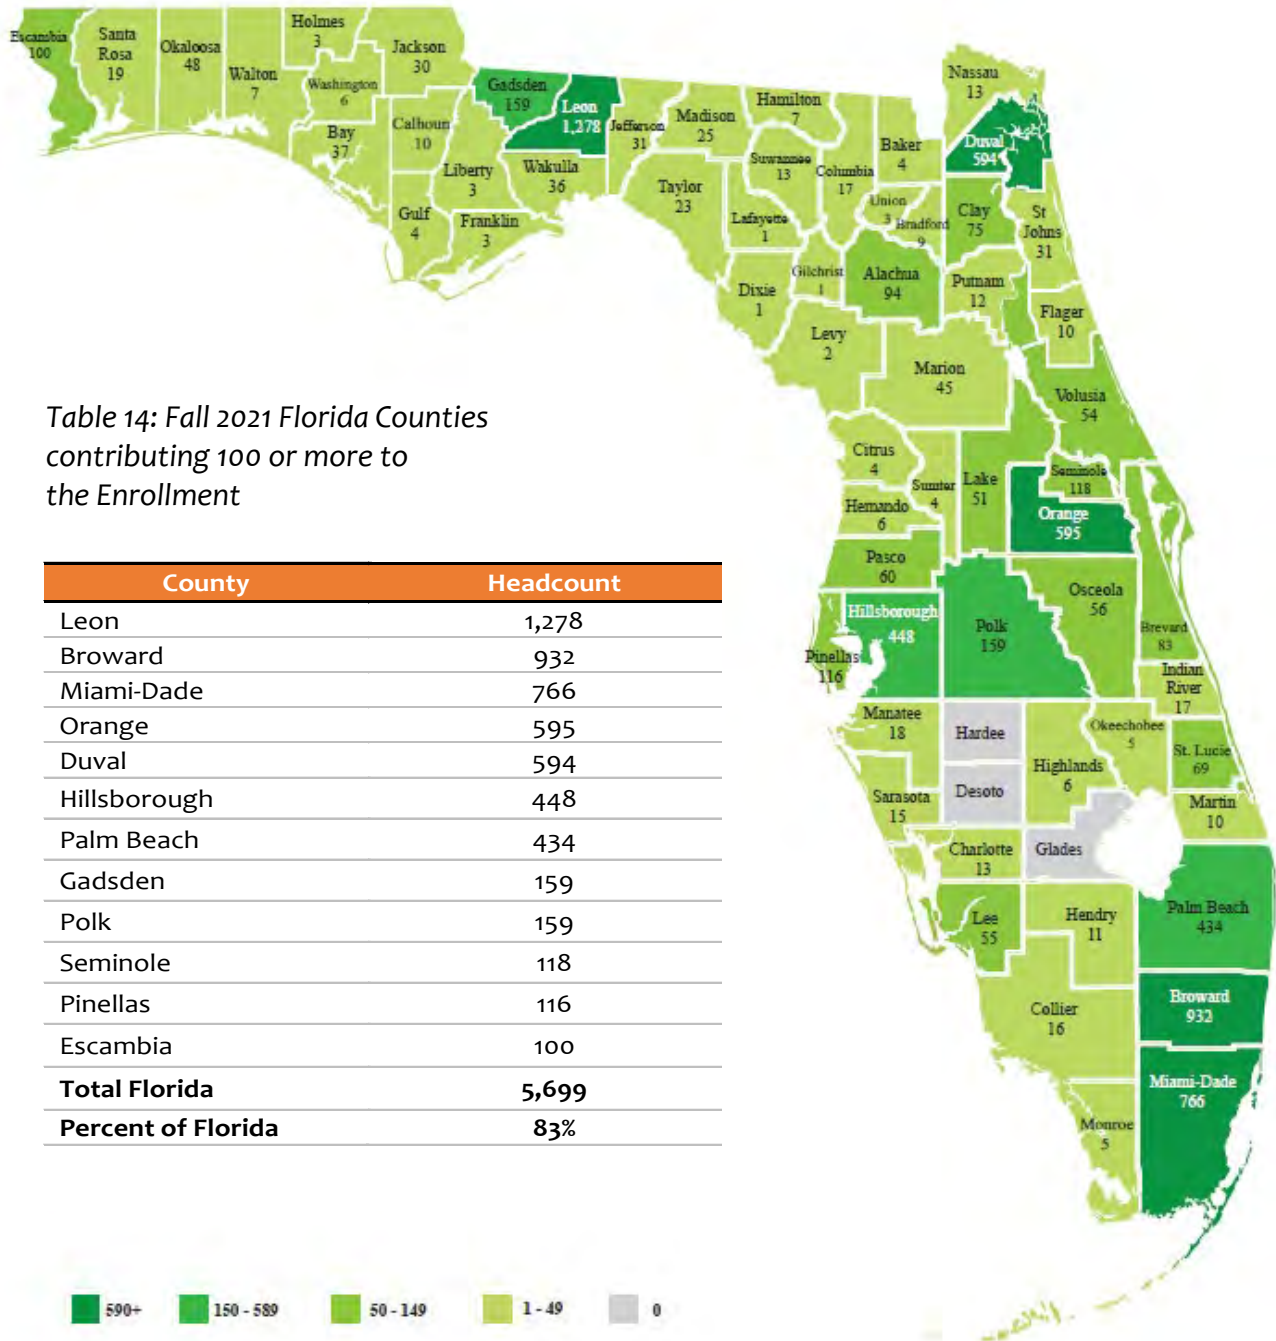 Escambia
100
Santa
Rosa
19
Okaloosa
48
Walton
7
Holmes
3
Washington
6
Jackson
30
Bay
37
Calhoun
10
Gulf
4
Liberty
3
Franklin
3
Gadsden
159
Leon
1,278
Wakulla
36
Jefferson
31
Madison
25
Taylor
23
Hamilton
7
Suwannee
13
Lafayette
1
Dixie
1
Columbia
17
Gilchrist
1
Levy
2
Baker
4
Union
3
Bradford
9
Alachua
94
Nassau
13
Duval
594
Clay
75
St
Johns
31
Putnam
12
Flager
10
Marion
45
Volusia
54
Citrus
4
Sumter
4
Lake
51
Seminole
118
Orange
595
Hernando
6
Pasco
60
Hillsborough
448
Pinellas
116
Polk
159
Osceola
56
Brevard
83
Indian
River
17
Manatee
18
Hardee
Highlands
6
Okeechobee
5
St. Lucie
69
Sarasota
15
Desoto
Martin
10
Charlotte
13
Glades
Lee
55
Hendry
11
Palm Beach
434
Collier
16
Broward
932
Miami-Dade
766
Monroe
5
Table 14: Fall 2021 Florida Counties
contributing 100 or more to
the Enrollment
County Headcount
Leon 1,278
Broward 932
Miami-Dade 766
Orange 595
Duval 594
Hillsborough 448
Palm Beach 434
Gadsden 159
Polk 159
Seminole 118
Pinellas 116
Escambia 100
Total Florida 5,699
Percent of Florida 83%
590+ 150 - 589 50 - 149 1 - 49 0